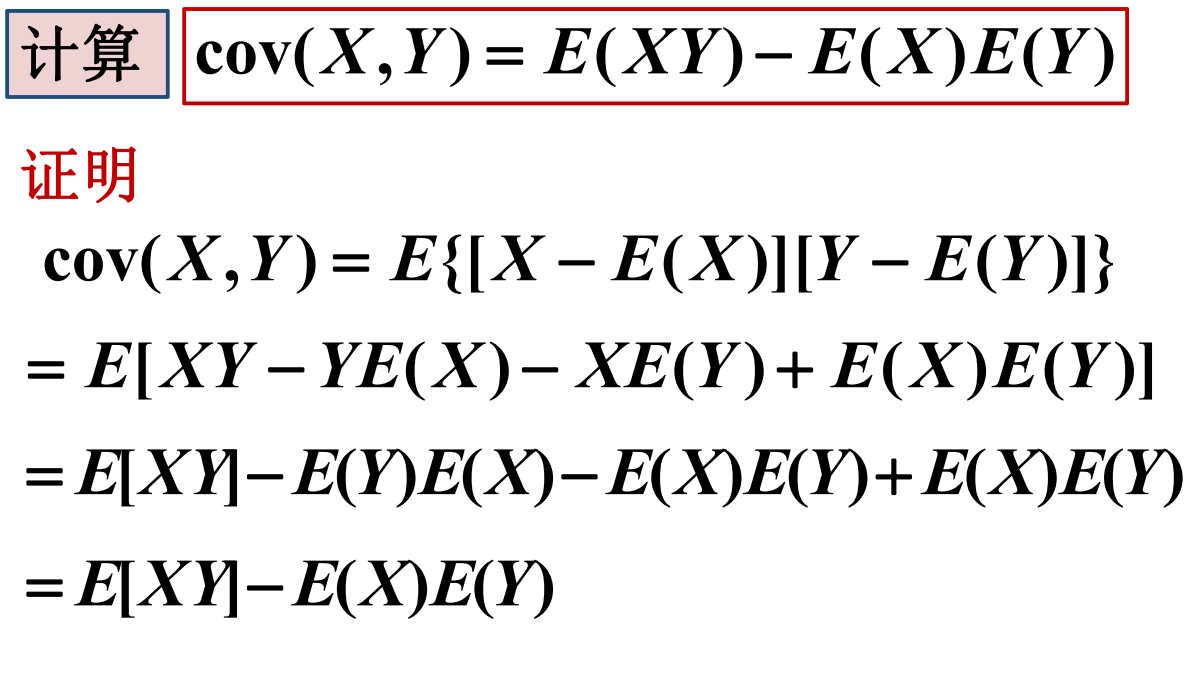 计算 cov(X,Y)=E(XY)−E(X)E(Y)
证明
cov(X,Y)=E{[X−E(X)][Y−E(Y)]}
=E[XY−YE(X)−XE(Y)+E(X)E(Y)]
=E[XY]−E(Y)E(X)−E(X)E(Y)+E(X)E(Y)
=E[XY]−E(X)E(Y)